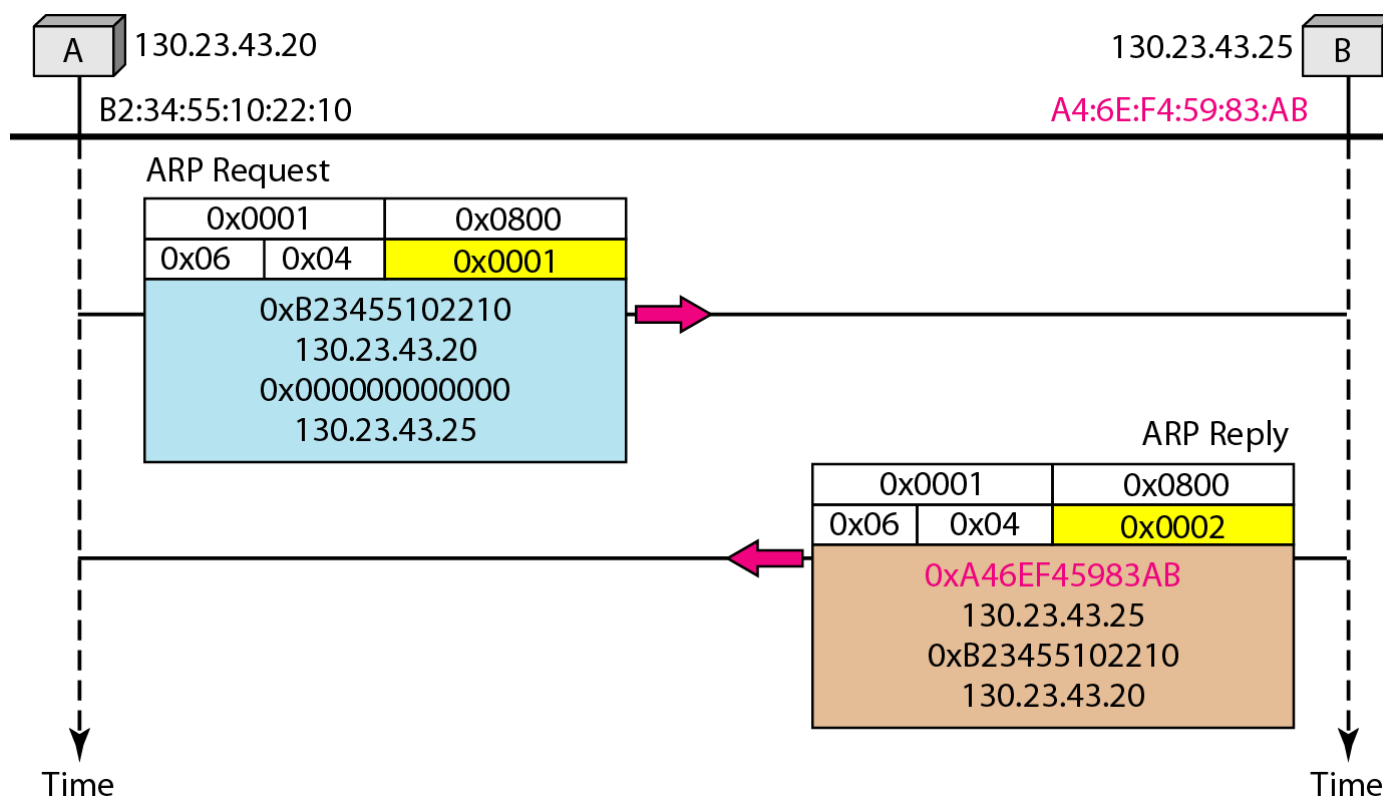 A 130.23.43.20 130.23.43.25 B
B2:34:55:10:22:10 A4:6E:F4:59:83:AB
ARP Request
0x0001 0x0800
0x06 0x04 0x0001
0xB23455102210
130.23.43.20
0x000000000000
130.23.43.25
ARP Reply
0x0001 0x0800
0x06 0x04 0x0002
0xA46EF45983AB
130.23.43.25
0xB23455102210
130.23.43.20
Time Time